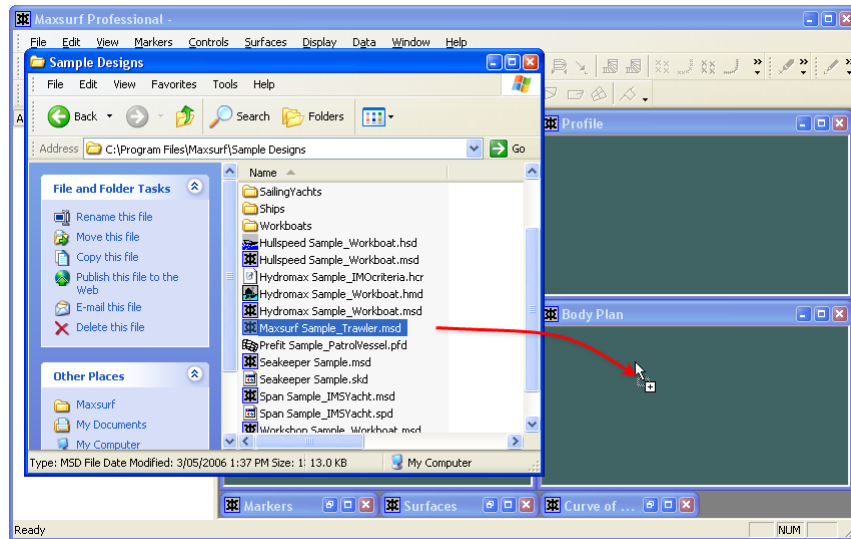 Maxsurf Professional -
File Edit View Markers Controls Surfaces Display Data Window Help
Sample Designs
File Edit View Favorites Tools Help
Back Search Folders
Address C:\Program Files\Maxsurf\Sample Designs Go
File and Folder Tasks
Rename this file
Move this file
Copy this file
Publish this file to the
Web
E-mail this file
Delete this file
Other Places
Maxsurf
My Documents
My Computer
Name
SailingYachts
Ships
Workboats
Hullspeed Sample_Workboat.hsd
Hullspeed Sample_Workboat.msd
Hydromax Sample_IMOcriteria.hcr
Hydromax Sample_Workboat.hmd
Hydromax Sample_Workboat.msd
Maxsurf Sample_Trawler.msd
Prefit Sample_PatrolVessel.pfd
Seakeeper Sample.msd
Seakeeper Sample.skd
Span Sample_IMSYacht.msd
Span Sample_IMSYacht.spd
Workshop Sample_Workboat.msd
Type: MSD File Date Modified: 3/05/2006 1:37 PM Size: 1: 13.0 KB My Computer
Profile
Body Plan
Markers
Surfaces
Curve of ...
Ready NUM